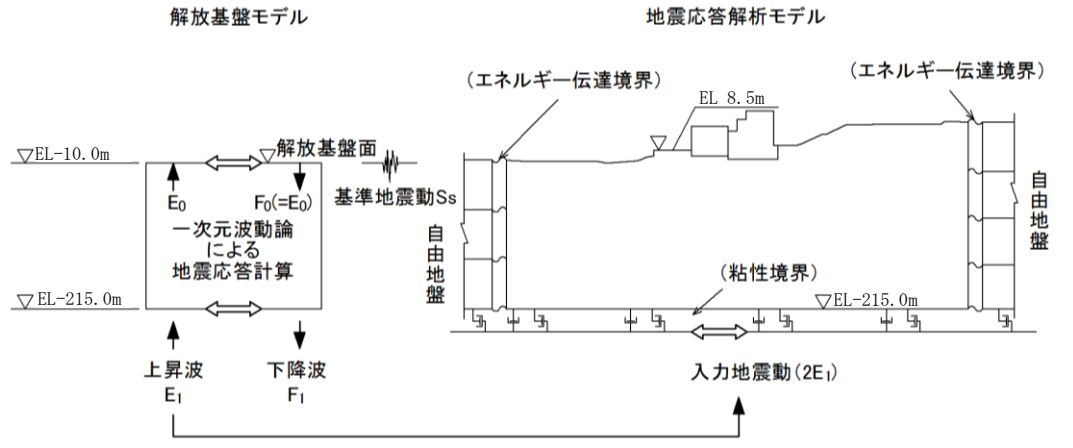 解放基盤モデル
地震応答解析モデル
(エネルギー伝達境界)
(エネルギー伝達境界)
EL 8.5m
▽EL-10.0m
▽解放基盤面
基準地震動Ss
E0
F0(=E0)
一次元波動論
による
地震応答計算
自由地盤
自由地盤
(粘性境界)
▽EL-215.0m
▽EL-215.0m
上昇波
E1
下降波
F1
入力地震動(2E1)